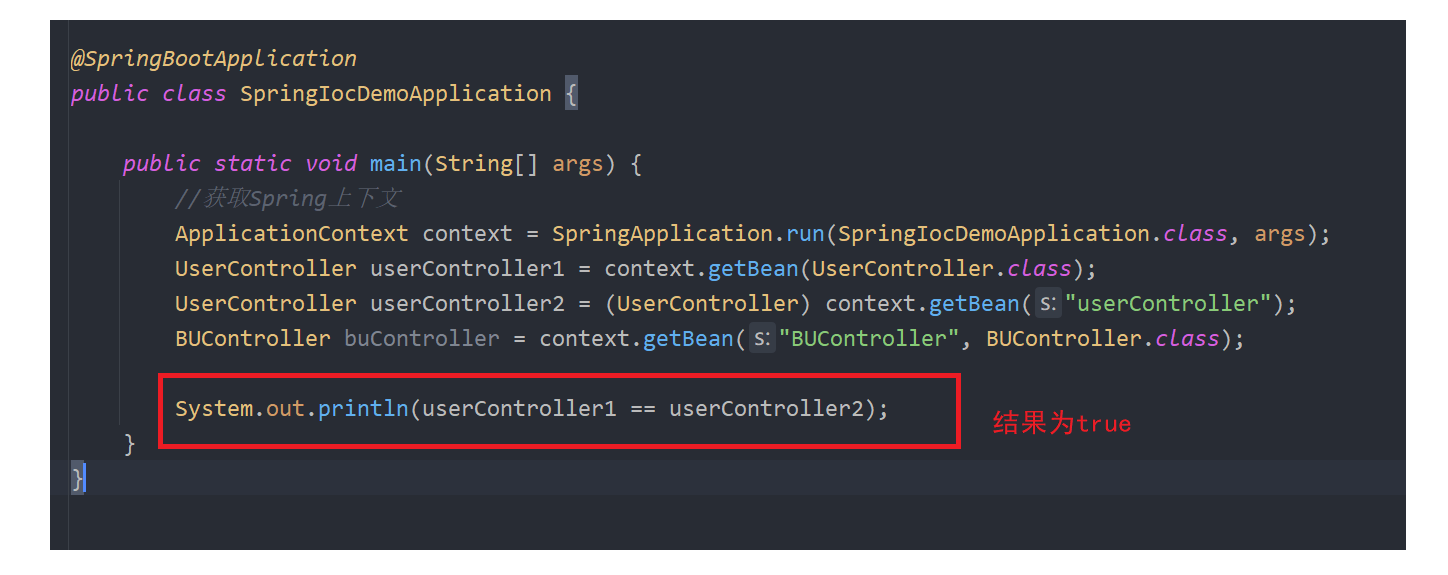 @SpringBootApplication
public class SpringIocDemoApplication {
public static void main(String[] args) {
//获取Spring上下文
ApplicationContext context = SpringApplication.run(SpringIocDemoApplication.class, args);
UserController userController1 = context.getBean(UserController.class);
UserController userController2 = (UserController) context.getBean( s: "userController");
BUController buController = context.getBean( s: "BUController", BUController.class);
System.out.println(userController1 == userController2);
结果为true
}
}